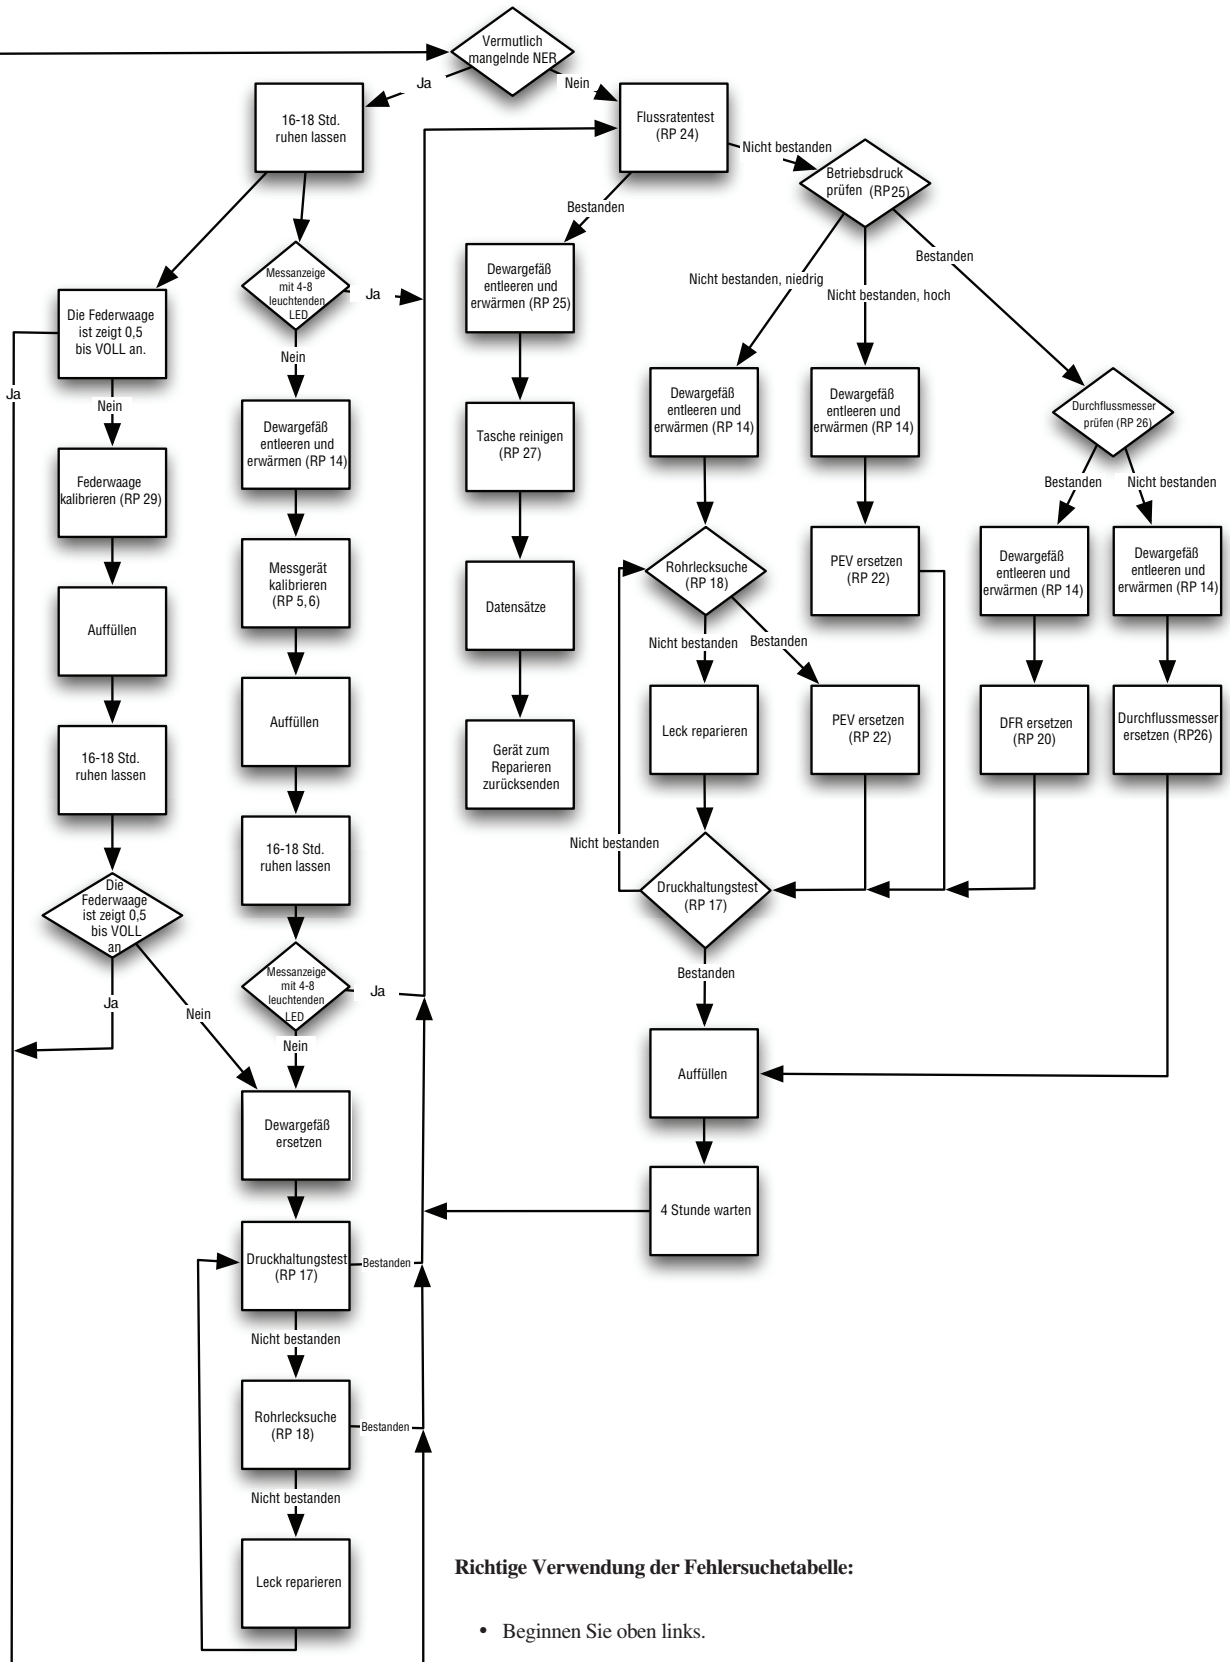 Vermutlich
mangelnde NER
Ja
Nein
16-18 Std.
ruhen lassen
Flussratentest
(RP 24)
Nicht bestanden
Betriebsdruck
prüfen (RP25)
Bestanden
Bestanden
Messanzeige
mit 4-8
leuchtenden
LED
Ja
Dewargefäß
entleeren und
erwärmen (RP 25)
Nicht bestanden, niedrig
Nicht bestanden, hoch
Die Federwaage
ist zeigt 0,5
bis VOLL an.
Ja
Nein
Nein
Dewargefäß
entleeren und
erwärmen (RP 14)
Tasche reinigen
(RP 27)
Dewargefäß
entleeren und
erwärmen (RP 14)
Dewargefäß
entleeren und
erwärmen (RP 14)
Durchflussmesser
prüfen (RP 26)
Bestanden
Nicht bestanden
Federwaage
kalibrieren (RP 29)
Messgerät
kalibrieren
(RP 5, 6)
Datensätze
Rohrlecksuche
(RP 18)
PEV ersetzen
(RP 22)
Dewargefäß
entleeren und
erwärmen (RP 14)
Dewargefäß
entleeren und
erwärmen (RP 14)
Nicht bestanden
Bestanden
Auffüllen
Auffüllen
Gerät zum
Reparieren
zurücksenden
Leck reparieren
PEV ersetzen
(RP 22)
DFR ersetzen
(RP 20)
Durchflussmesser
ersetzen (RP26)
16-18 Std.
ruhen lassen
16-18 Std.
ruhen lassen
Nicht bestanden
Druckhaltungstest
(RP 17)
Die
Federwaage
ist zeigt 0,5
bis VOLL
an
Ja
Nein
Messanzeige
mit 4-8
leuchtenden
LED
Ja
Nein
Bestanden
Auffüllen
Dewargefäß
ersetzen
4 Stunde warten
Druckhaltungstest
(RP 17)
Bestanden
Nicht bestanden
Rohrlecksuche
(RP 18)
Bestanden
Nicht bestanden
Leck reparieren
Richtige Verwendung der Fehlersuchetabelle:
• Beginnen Sie oben links.